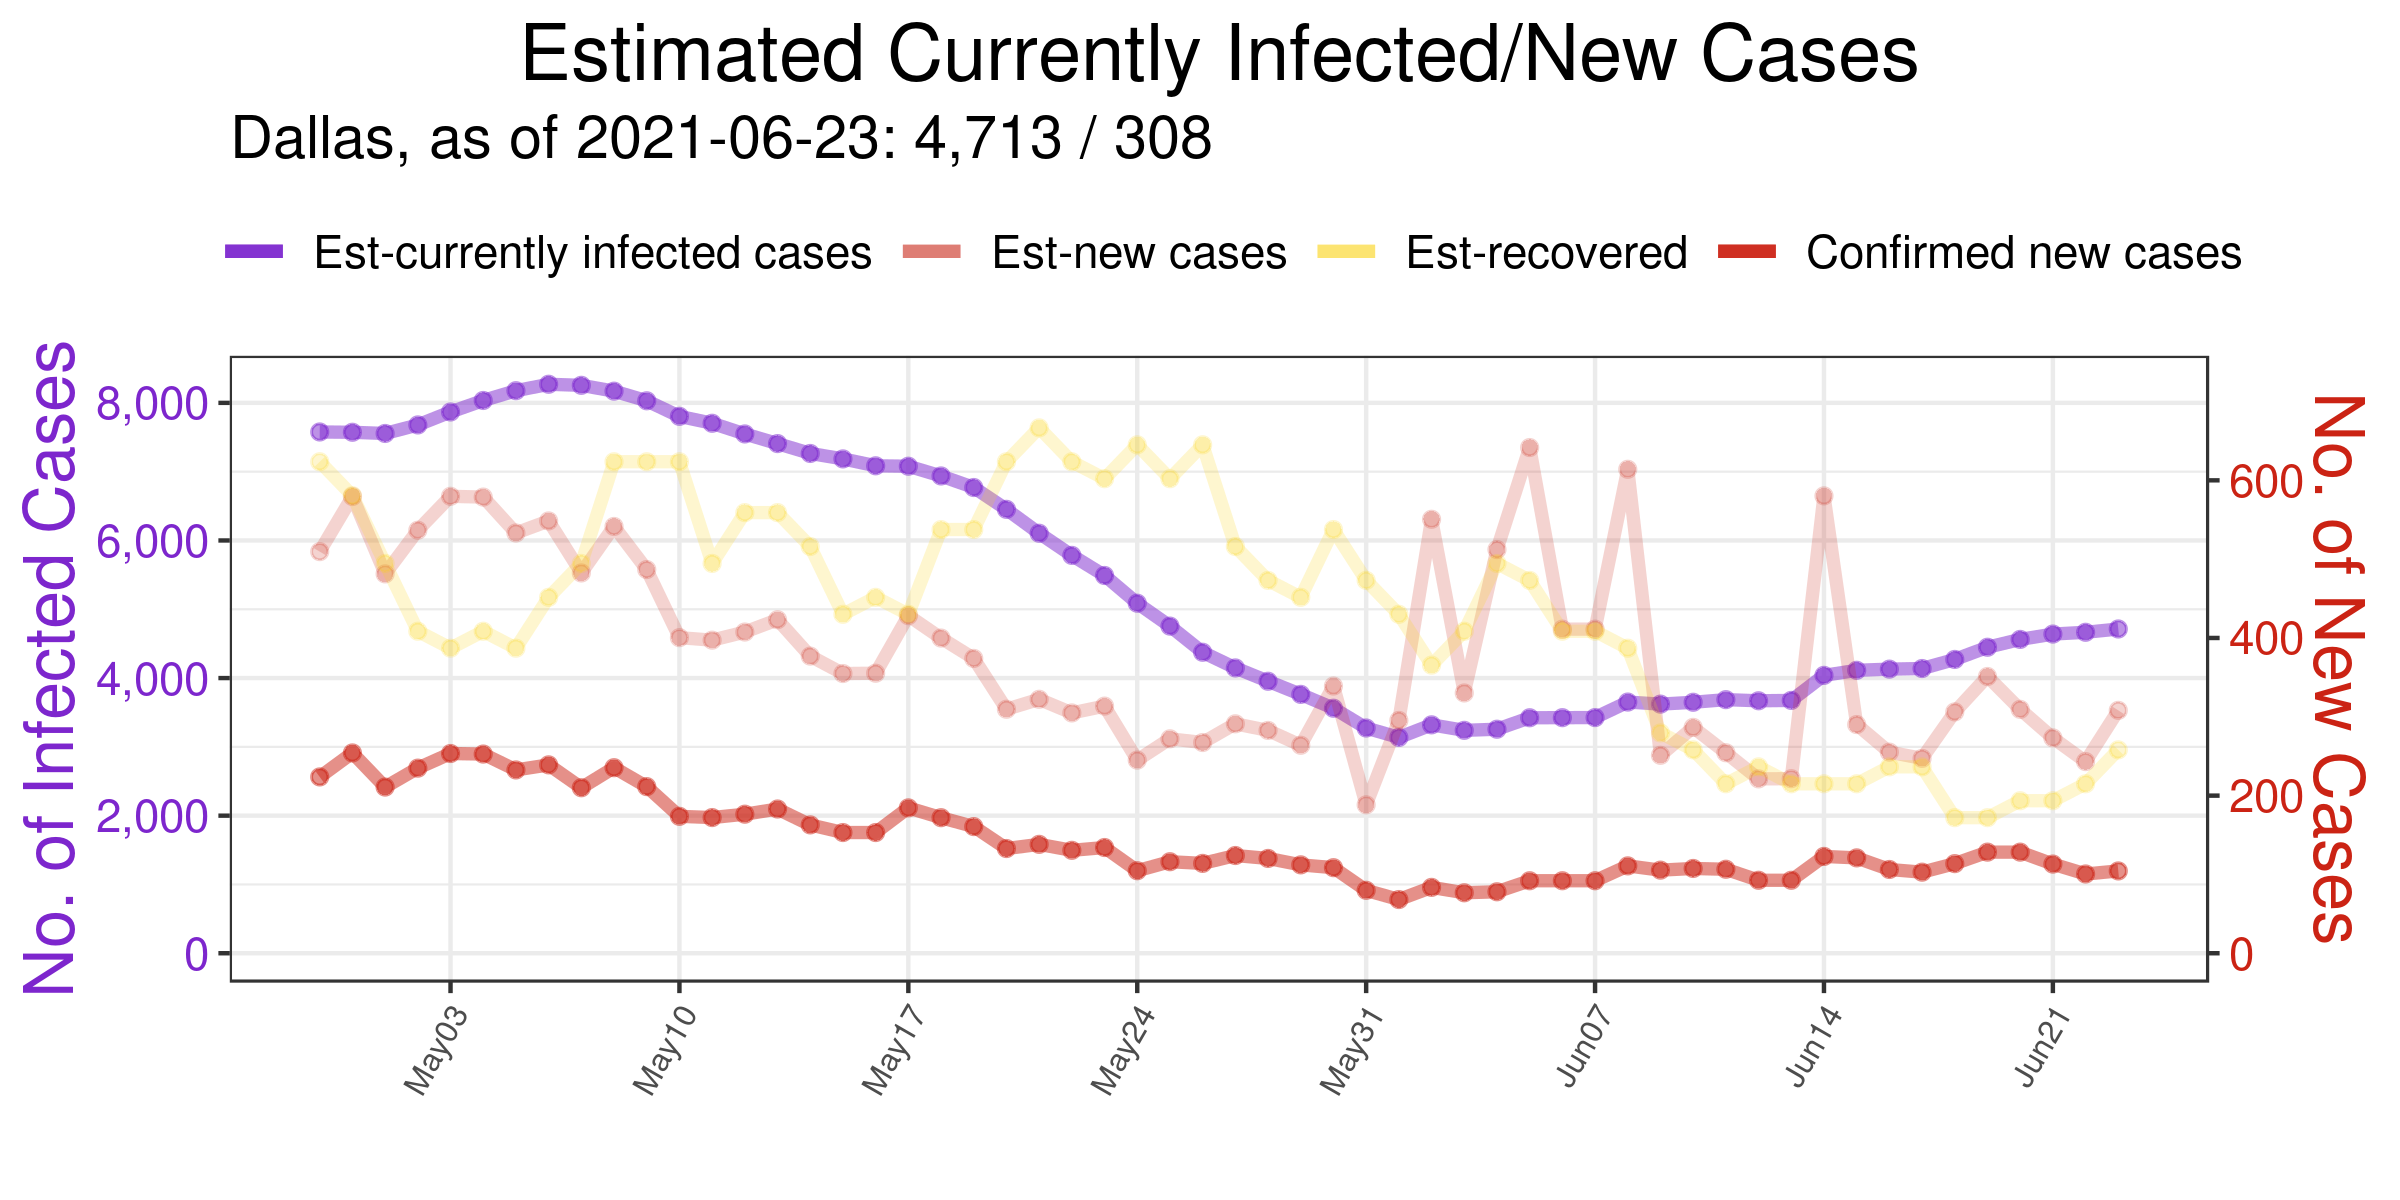 Estimated Currently Infected/New Cases
Dallas, as of 2021-06-23: 4,713 / 308
Est-currently infected cases
Est-new cases
Est-recovered
Confirmed new cases
No. of Infected Cases
8,000
6,000
4,000
2,000
0
No. of New Cases
600
400
200
0
May03
May10
May17
May24
May31
Jun07
Jun14
Jun21